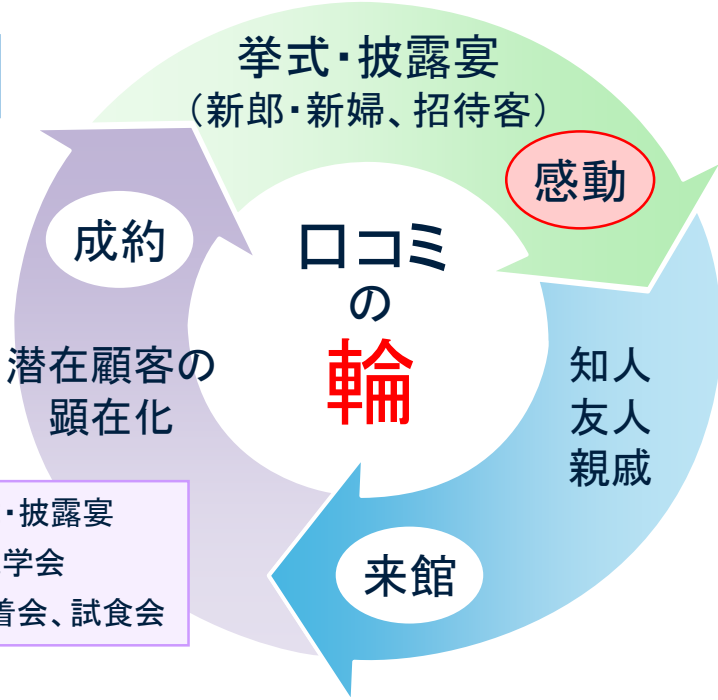 挙式・披露宴
（新郎・新婦、招待客）
感動
成約
口コミ
の
輪
潜在顧客の
顕在化
知人
友人
親戚
・披露宴
学会
着会、試食会
来館